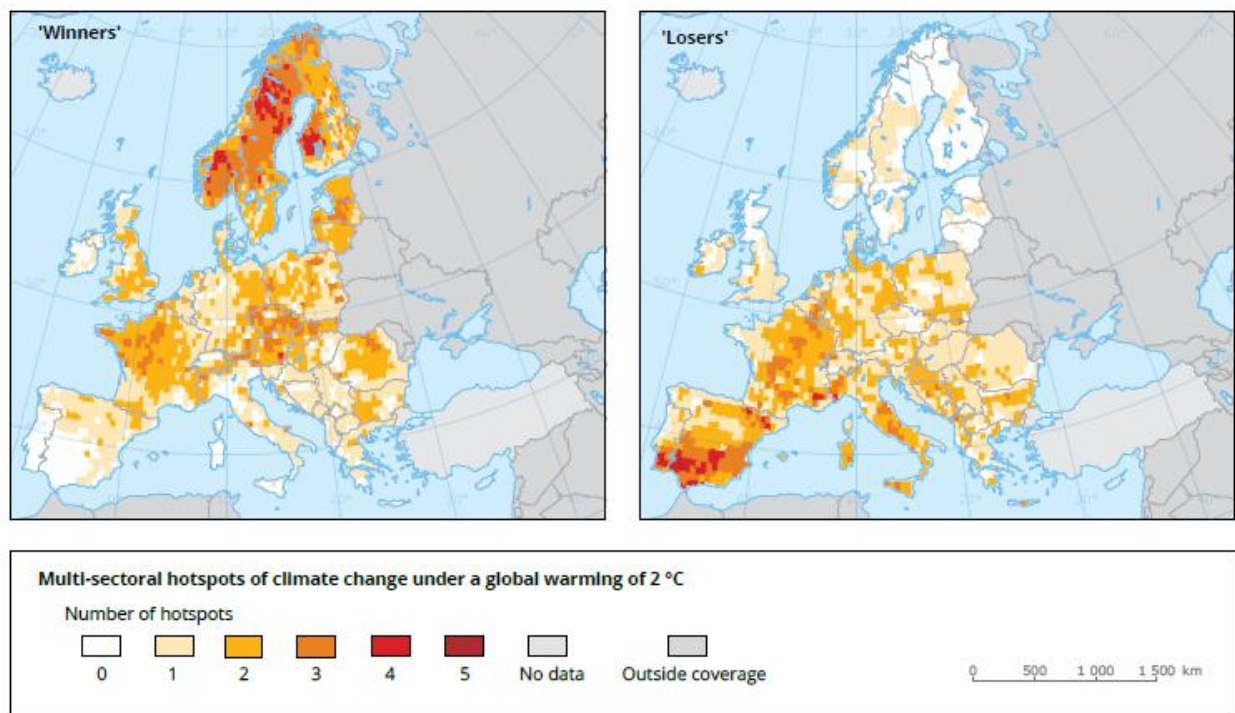 'Winners'
'Losers'
Multi-sectoral hotspots of climate change under a global warming of 2 °C
Number of hotspots
0 1 2 3 4 5 No data Outside coverage
0 500 1 000 1 500 km